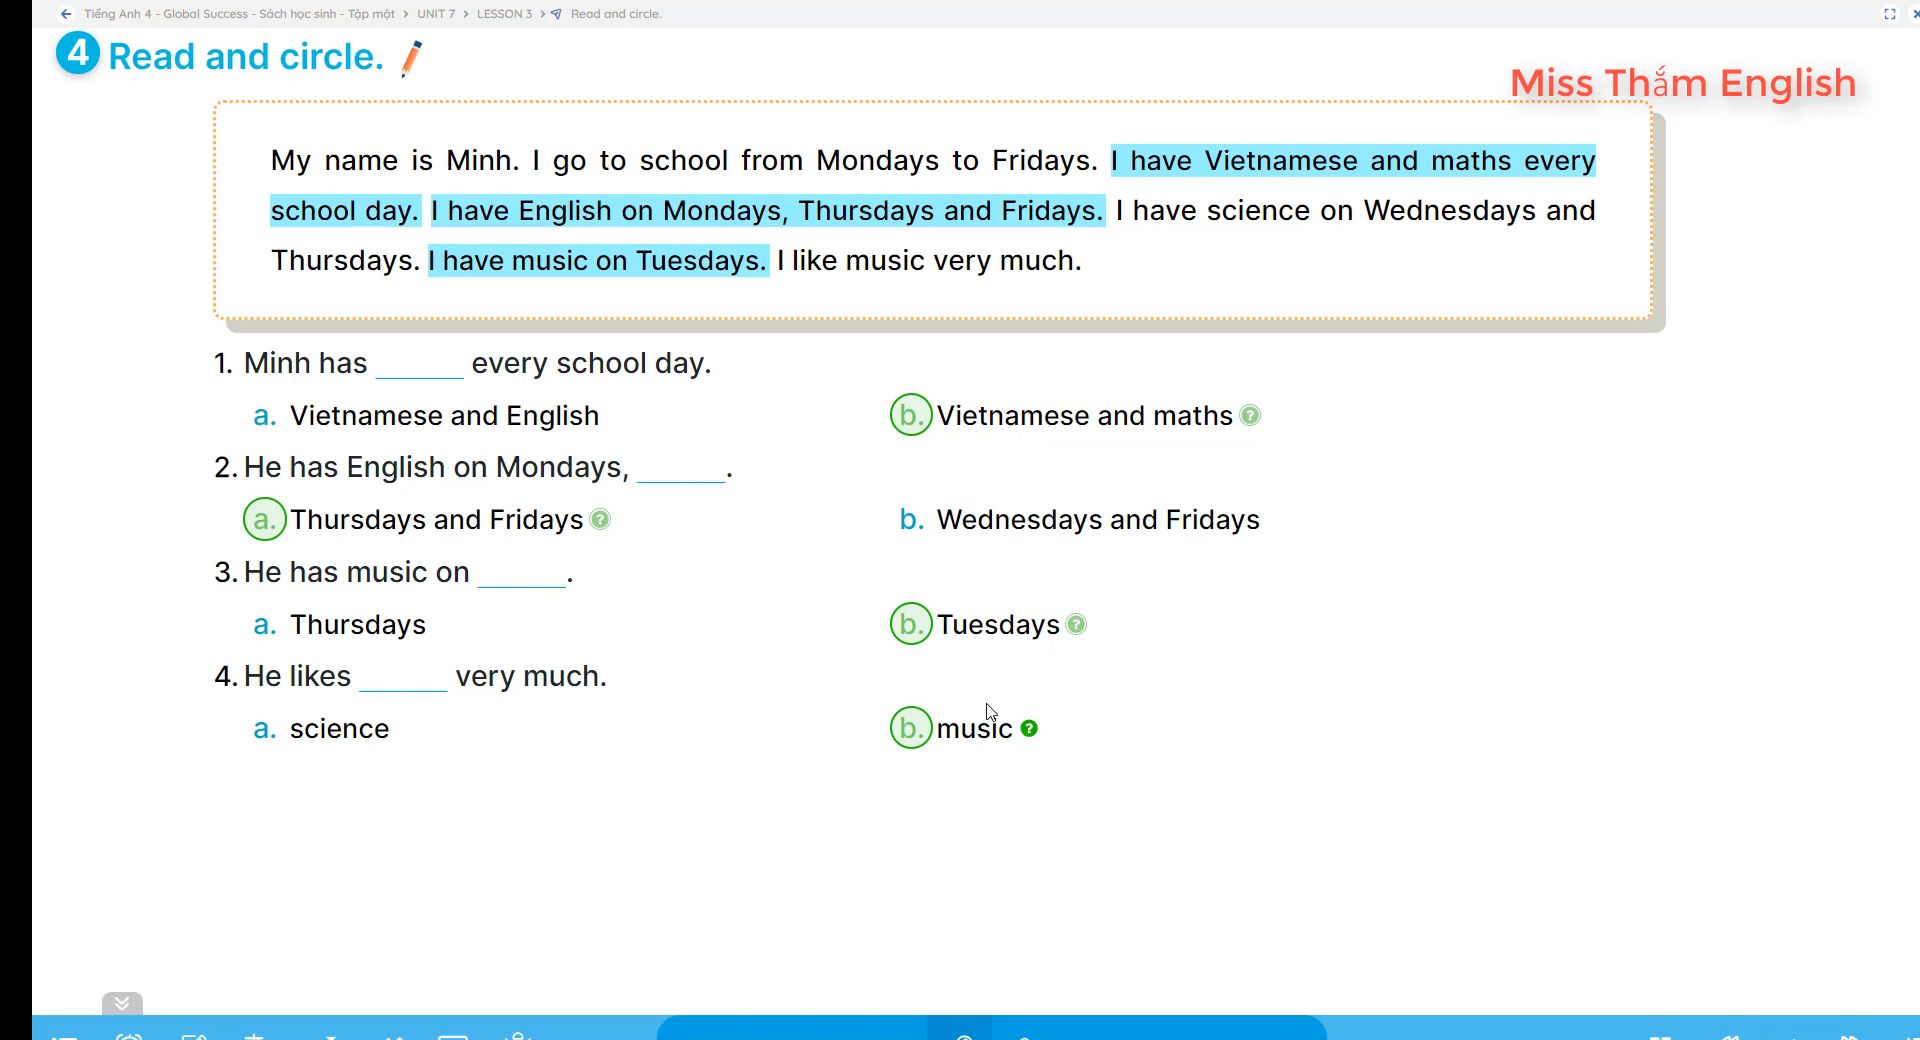 Tiếng Anh 4 - Global Success - Sách học sinh - Tập một > UNIT 7 > LESSON 3 > Read and circle.
4 Read and circle.
Miss Thắm English
My name is Minh. I go to school from Mondays to Fridays. I have Vietnamese and maths every
school day. I have English on Mondays, Thursdays and Fridays. I have science on Wednesdays and
Thursdays. I have music on Tuesdays. I like music very much.
1. Minh has ______ every school day.
a. Vietnamese and English
b. Vietnamese and maths ?
2. He has English on Mondays, ______.
a. Thursdays and Fridays ?
b. Wednesdays and Fridays
3. He has music on ______.
a. Thursdays
b. Tuesdays ?
4. He likes ______ very much.
a. science
b. music ?